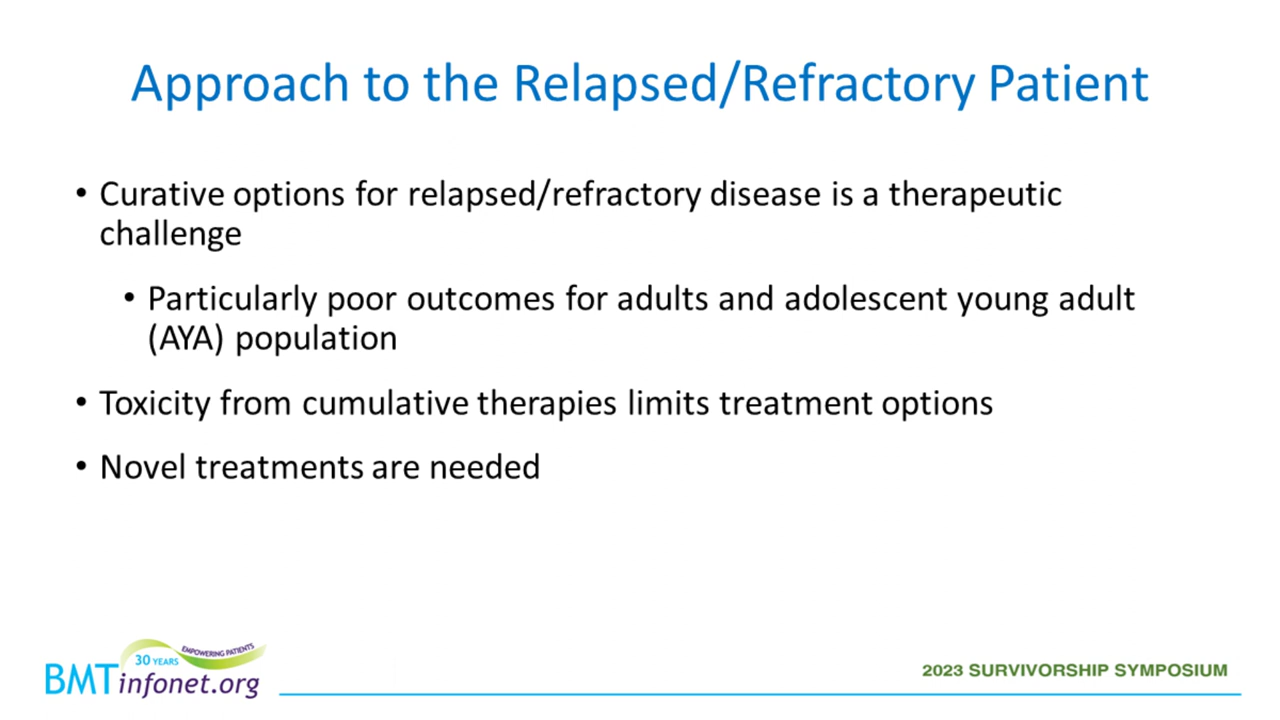 Approach to the Relapsed/Refractory Patient
• Curative options for relapsed/refractory disease is a therapeutic
challenge
• Particularly poor outcomes for adults and adolescent young adult
(AYA) population
• Toxicity from cumulative therapies limits treatment options
• Novel treatments are needed
30 YEARS
EMPOWERING PATIENTS
BMTinfonet.org
2023 SURVIVORSHIP SYMPOSIUM